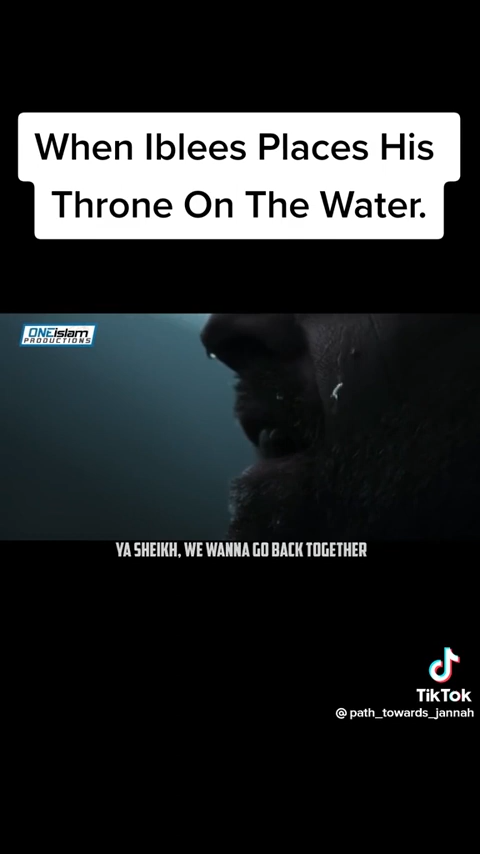 When Iblees Places His
Throne On The Water.
ONEislam
PRODUCTIONS
YA SHEIKH, WE WANNA GO BACK TOGETHER
TikTok
@path_towards_jannah